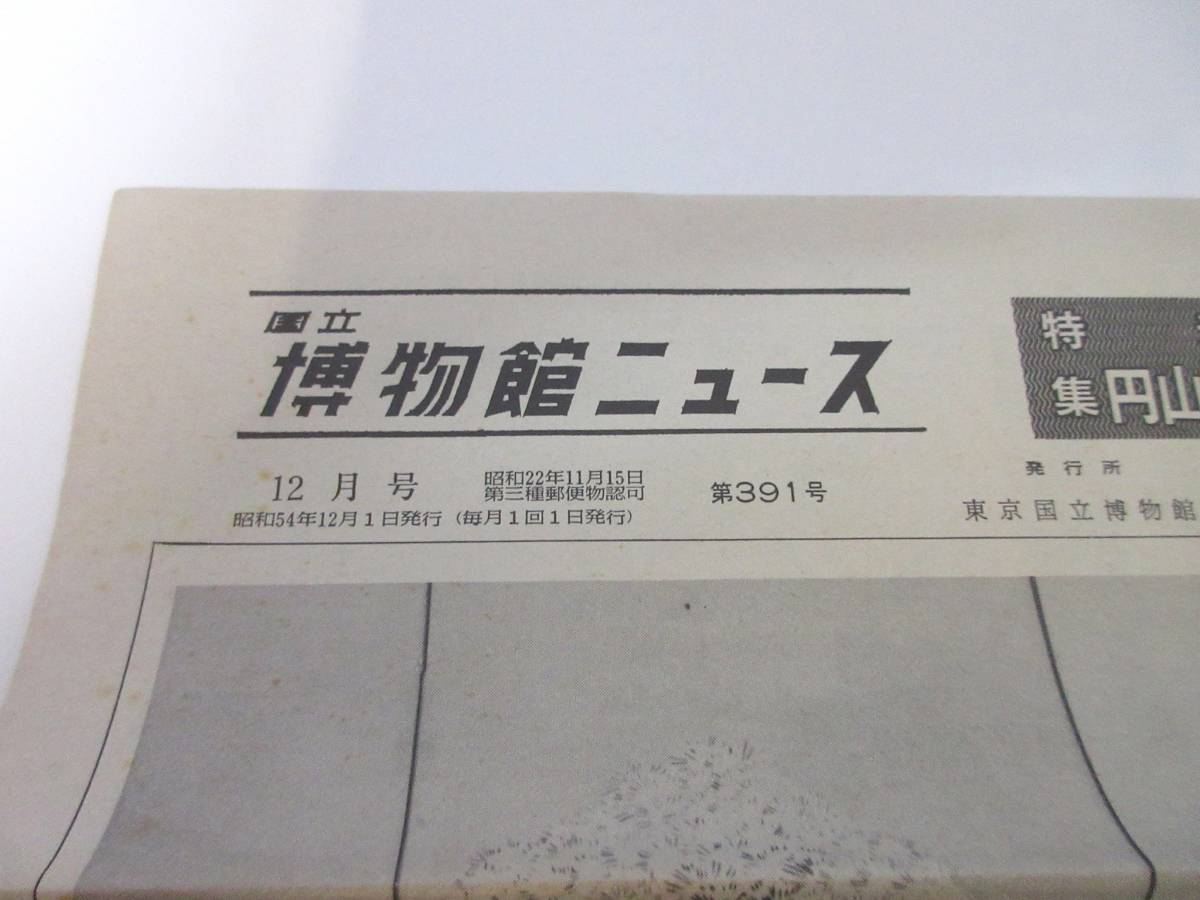 国立
博物館ニュース
12月号
昭和22年11月15日
第三種郵便物認可
第391号
昭和54年12月1日発行(毎月1回1日発行)
特
集 円山
発行所
東京国立博物館